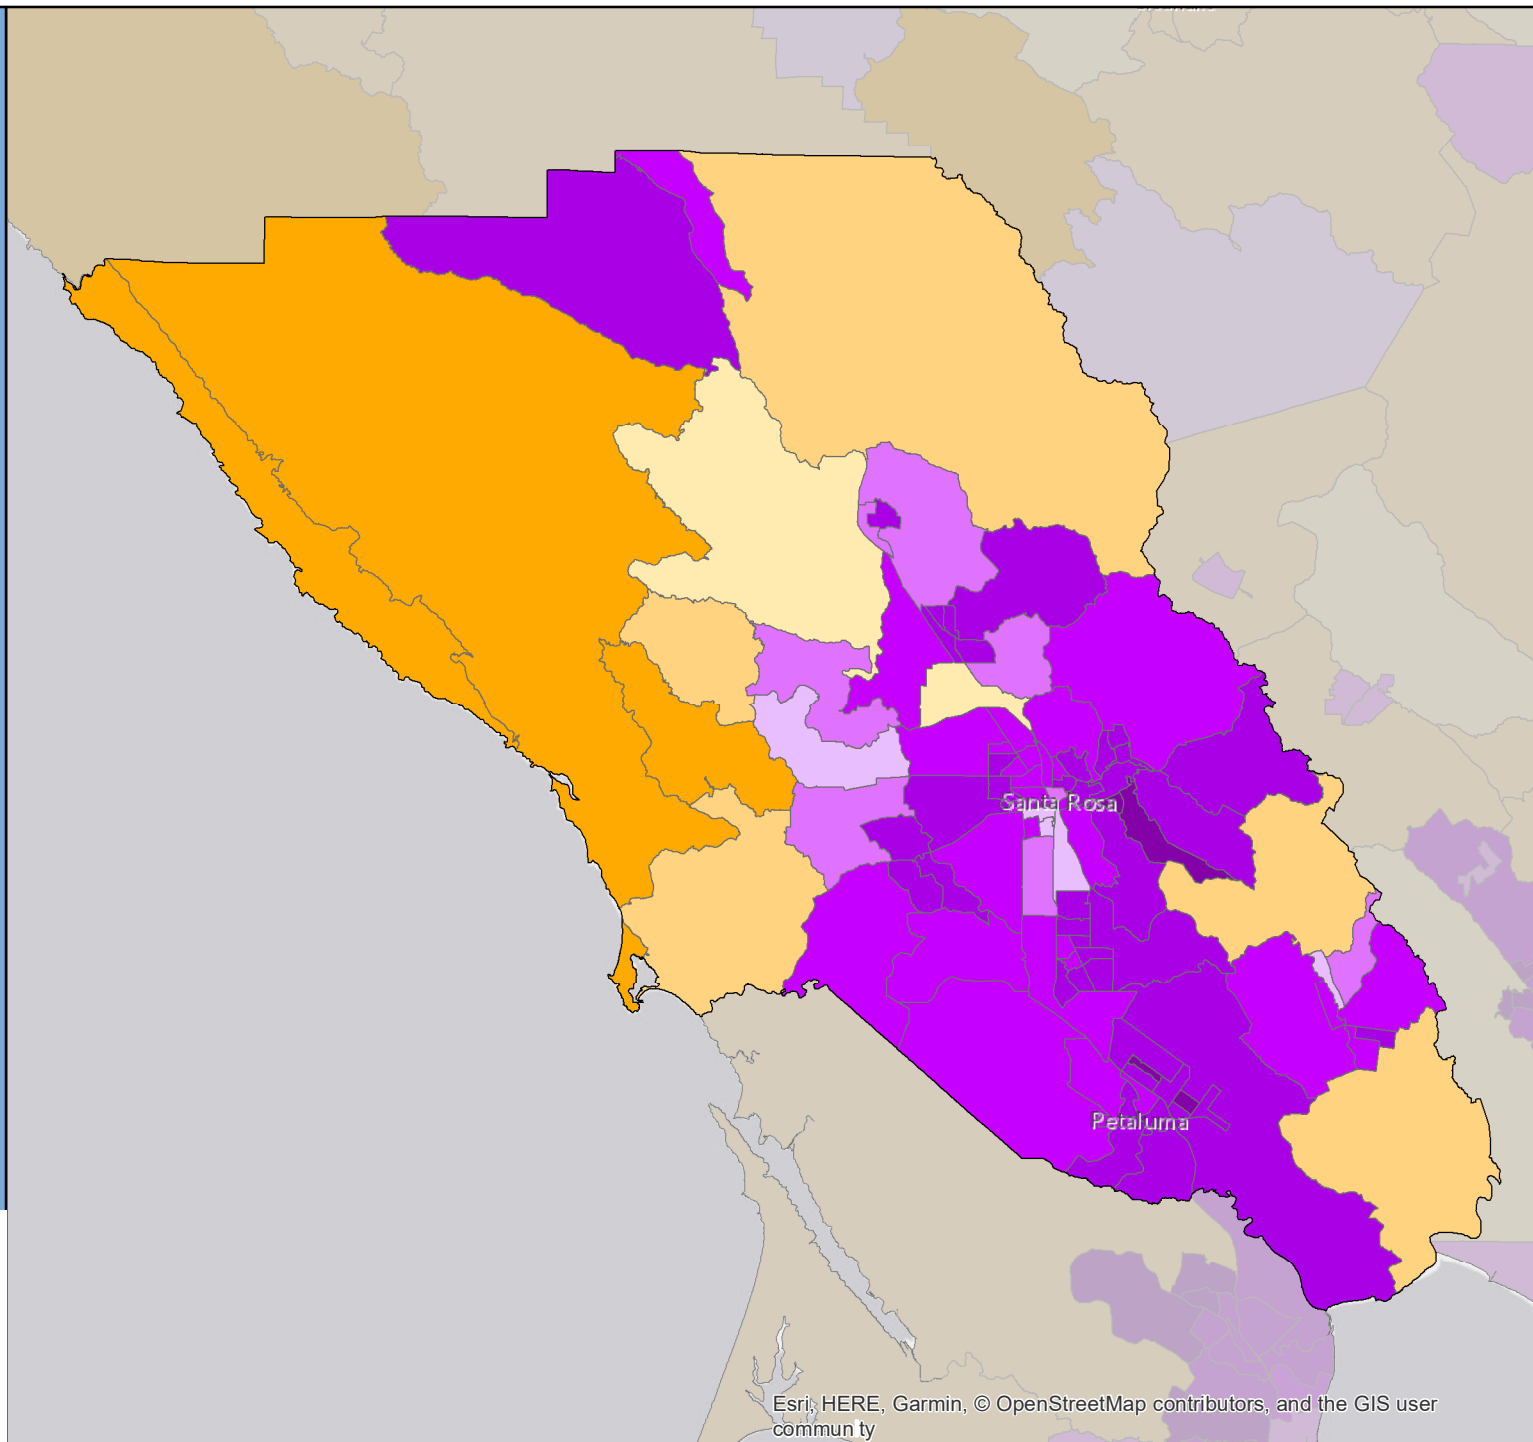 Santa Rosa
Petaluma
Esri, HERE, Garmin, © OpenStreetMap contributors, and the GIS user
commun ty